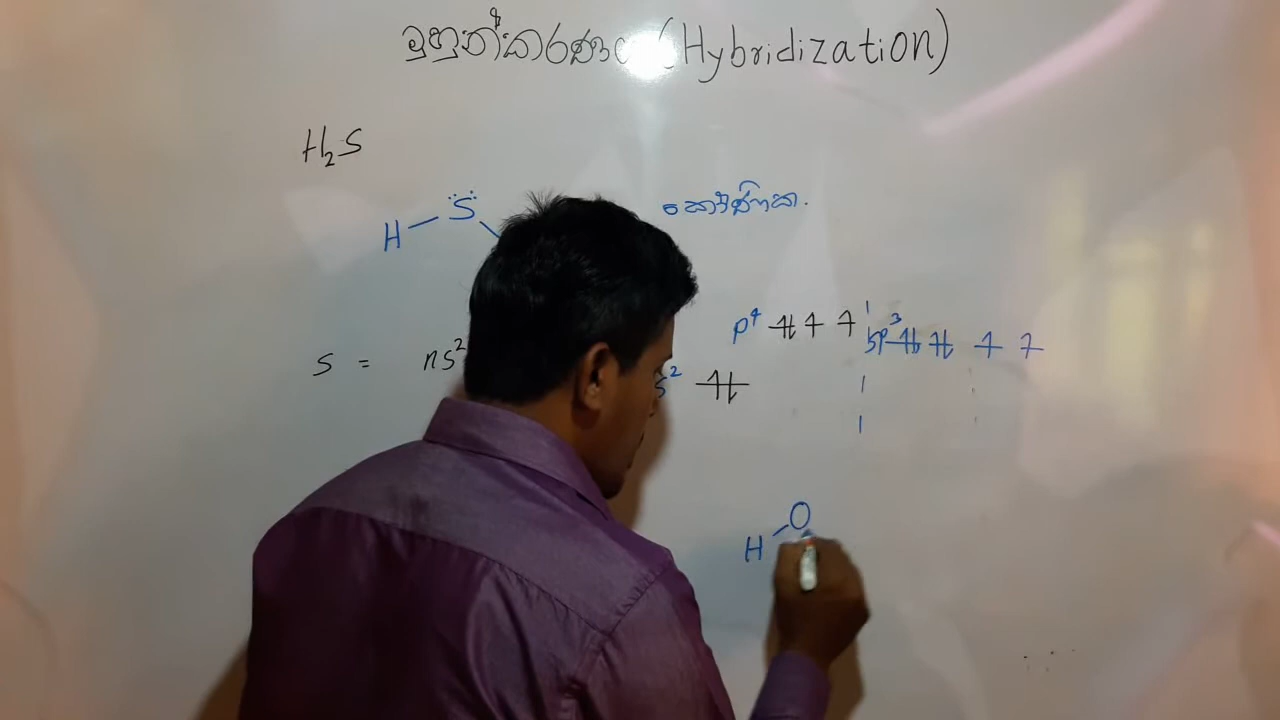 මුහුන්කරණය (Hybridization)
H₂S
H — S̈ කෝණික.
p⁴ ⥮ ↿ ↿ sp³ ⥮ ⥮ ↿ ↿
S = ns² s² ⥮
H — O